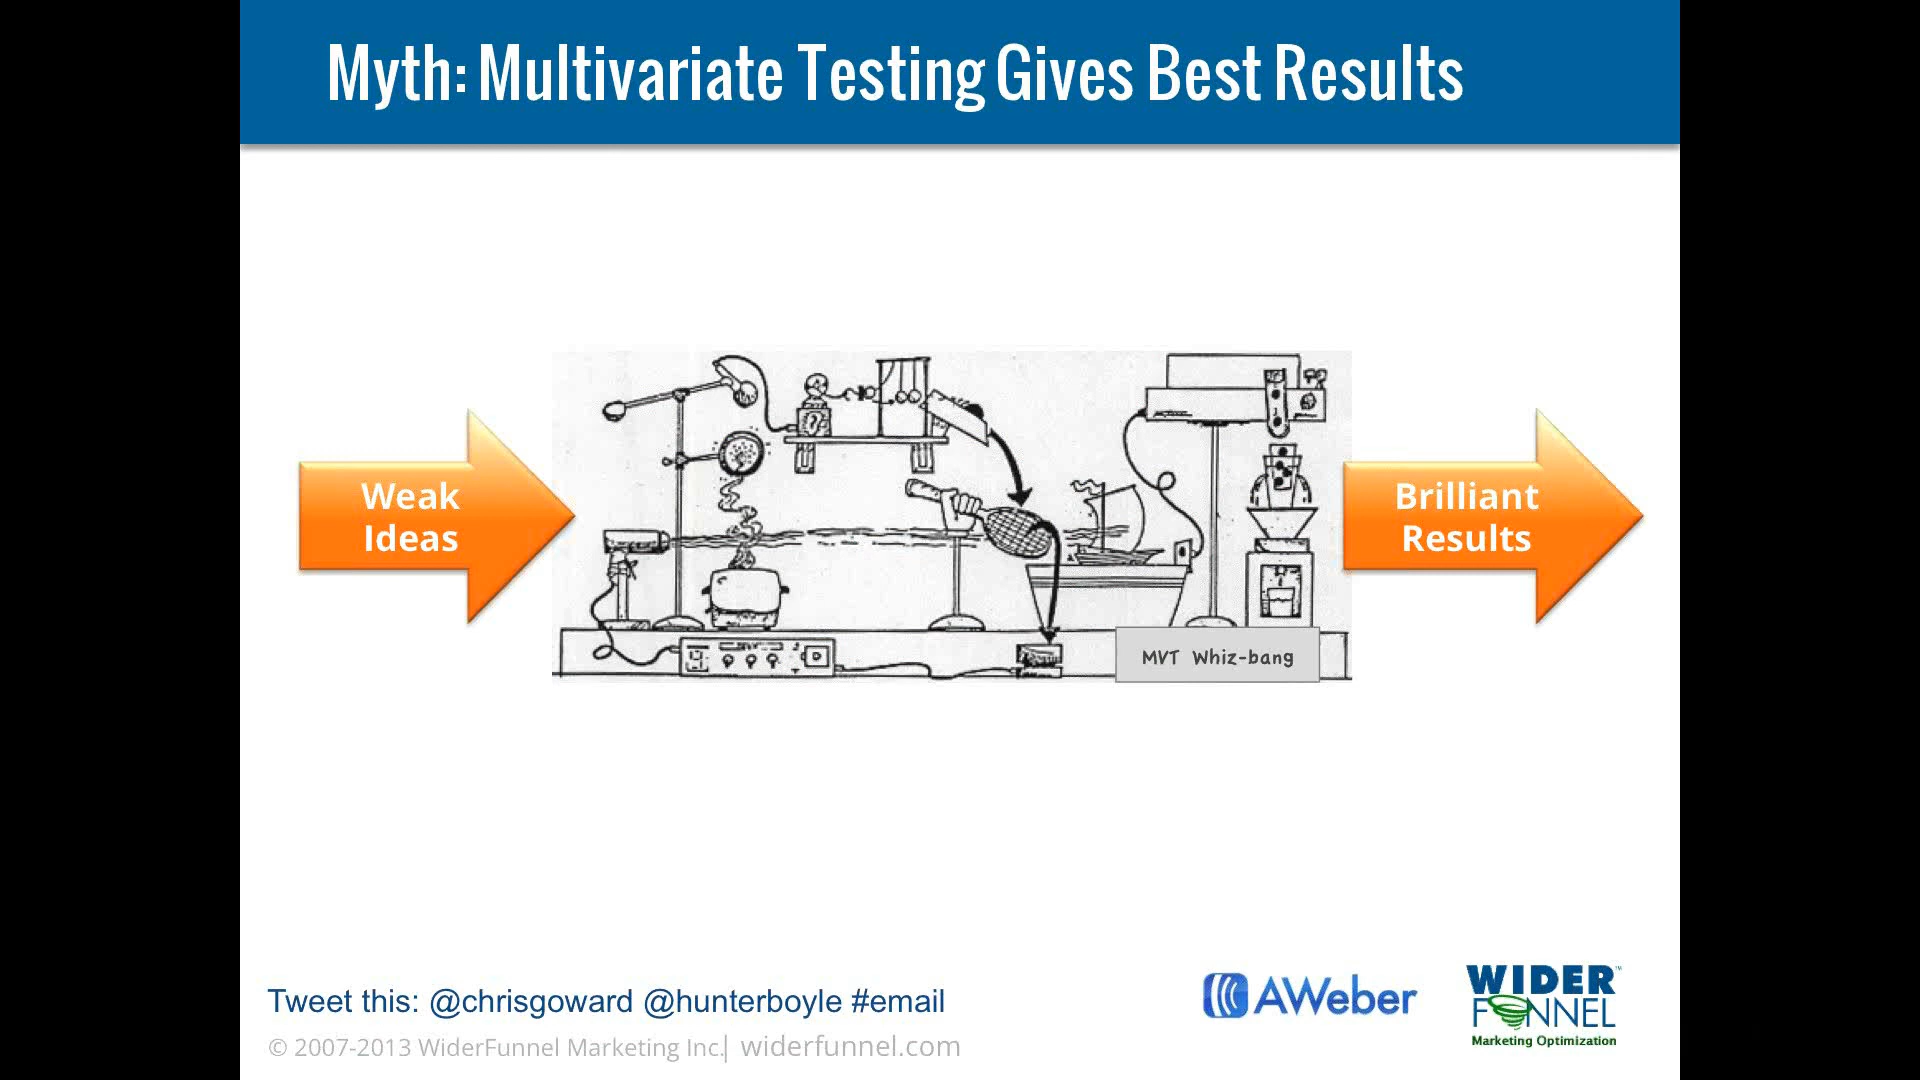 Myth: Multivariate Testing Gives Best Results
Weak
Ideas
Brilliant
Results
MVT Whiz-bang
Tweet this: @chrisgoward @hunterboyle #email
AWeber
WIDER
FUNNEL
Marketing Optimization
© 2007-2013 WiderFunnel Marketing Inc.| widerfunnel.com